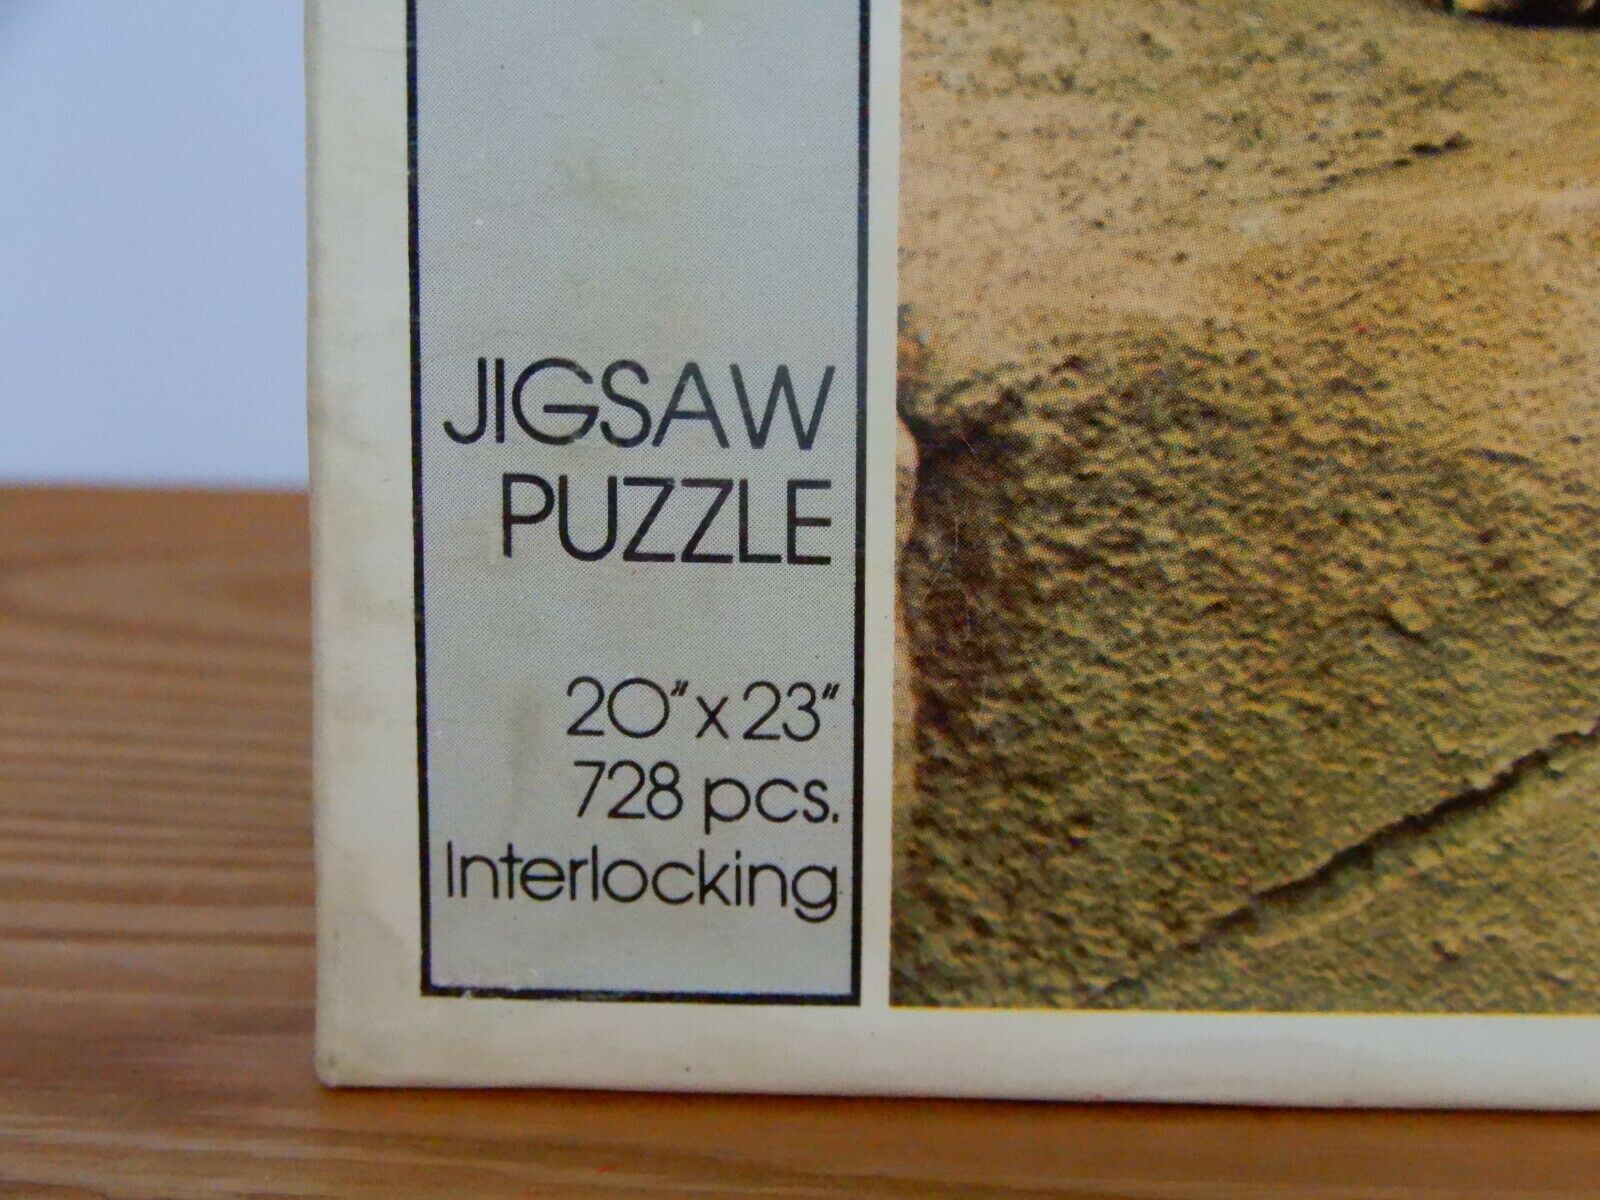 JIGSAW
PUZZLE
20" x 23"
728 pcs.
Interlocking